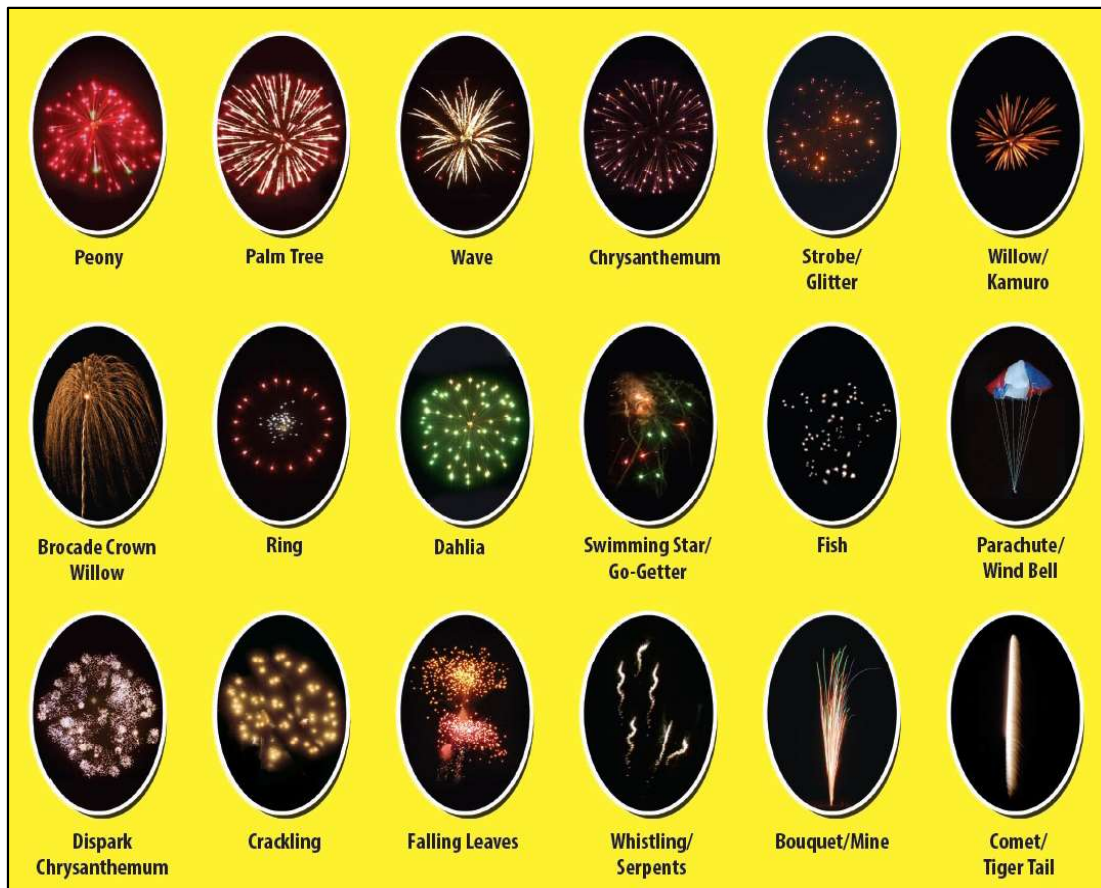 Peony
Palm Tree
Wave
Chrysanthemum
Strobe/
Glitter
Willow/
Kamuro
Brocade Crown
Willow
Ring
Dahlia
Swimming Star/
Go-Getter
Fish
Parachute/
Wind Bell
Dispark
Chrysanthemum
Crackling
Falling Leaves
Whistling/
Serpents
Bouquet/Mine
Comet/
Tiger Tail